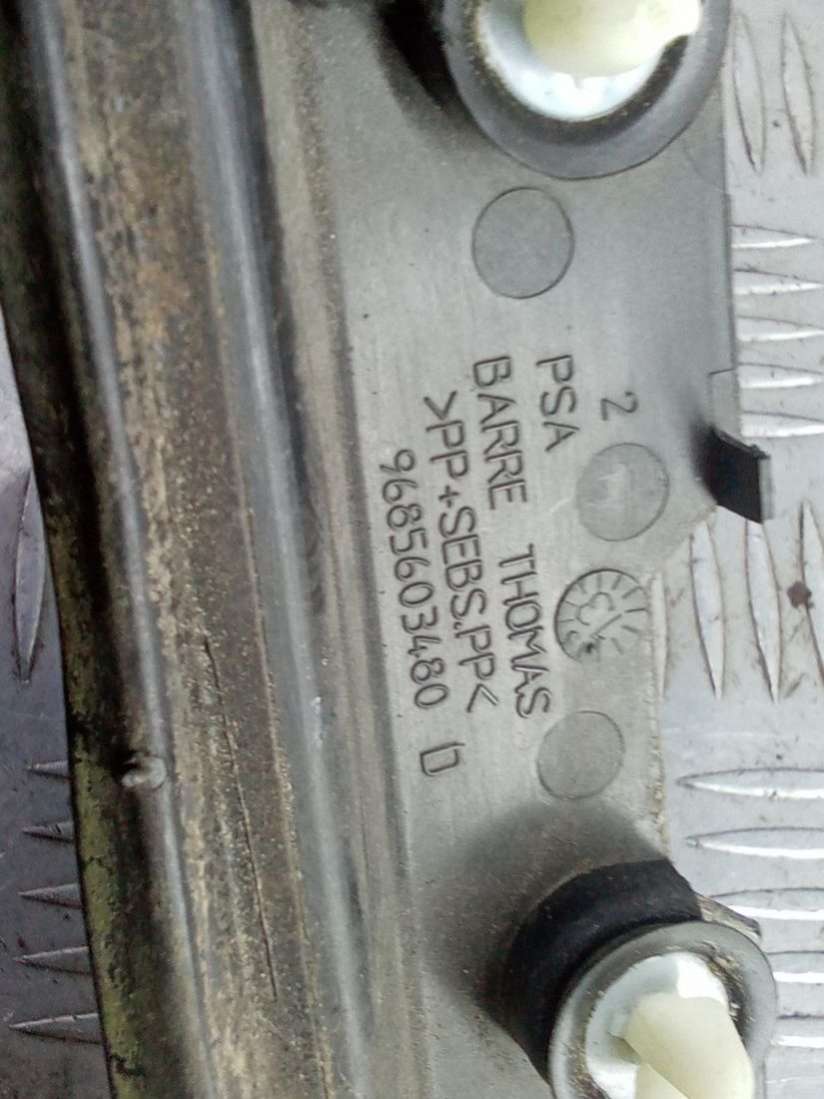 2
PSA
BARRE THOMAS
>PP+SEBS.PP<
9685603480 D